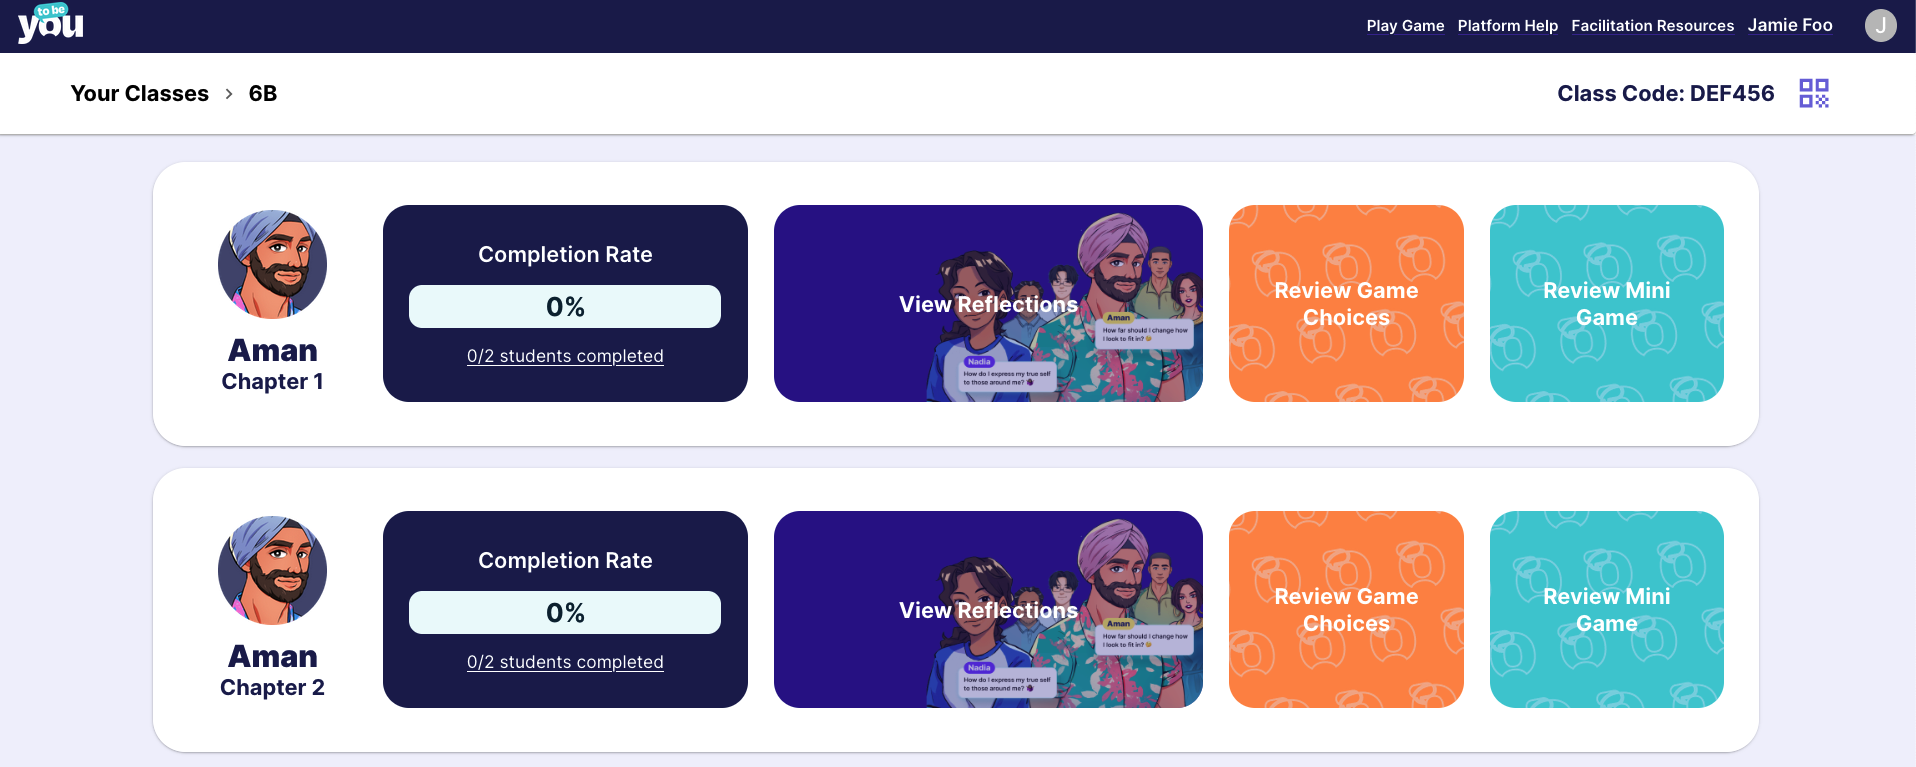 to be
you
Play Game Platform Help Facilitation Resources Jamie Foo J
Your Classes > 6B
Class Code: DEF456
Aman
Chapter 1
Completion Rate
0%
0/2 students completed
View Reflections
Aman
How far should I change how
I look to fit in?
Nadia
How do I express my true self
to those around me?
Review Game
Choices
Review Mini
Game
Aman
Chapter 2
Completion Rate
0%
0/2 students completed
View Reflections
Aman
How far should I change how
I look to fit in?
Nadia
How do I express my true self
to those around me?
Review Game
Choices
Review Mini
Game